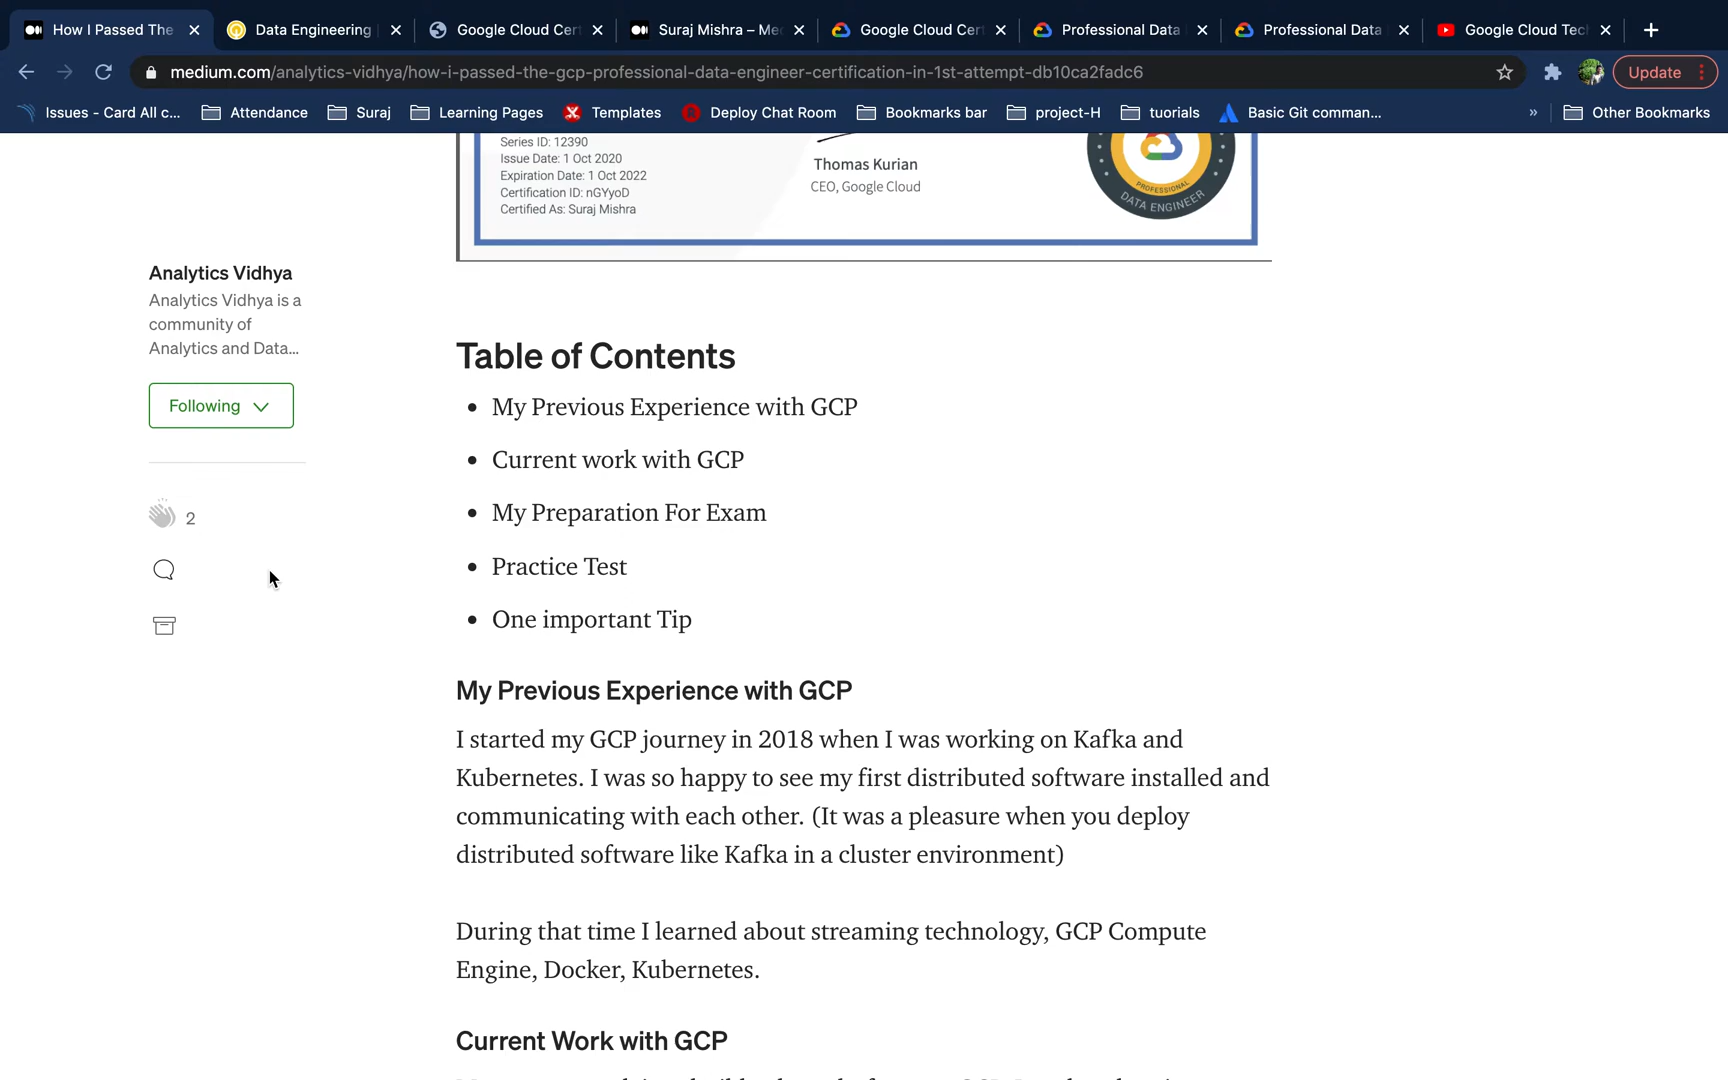 How I Passed The
Data Engineering
Google Cloud Cer
Suraj Mishra – Me
Google Cloud Cer
Professional Data
Professional Data
Google Cloud Tec
medium.com/analytics-vidhya/how-i-passed-the-gcp-professional-data-engineer-certification-in-1st-attempt-db10ca2fadc6
Update
Issues - Card All c...
Attendance
Suraj
Learning Pages
Templates
Deploy Chat Room
Bookmarks bar
project-H
tuorials
Basic Git comman...
»
Other Bookmarks
Series ID: 12390
Issue Date: 1 Oct 2020
Expiration Date: 1 Oct 2022
Certification ID: nGYyoD
Certified As: Suraj Mishra
Thomas Kurian
CEO, Google Cloud
PROFESSIONAL
DATA ENGINEER
Analytics Vidhya
Analytics Vidhya is a
community of
Analytics and Data...
Following
2
Table of Contents
• My Previous Experience with GCP
• Current work with GCP
• My Preparation For Exam
• Practice Test
• One important Tip
My Previous Experience with GCP
I started my GCP journey in 2018 when I was working on Kafka and
Kubernetes. I was so happy to see my first distributed software installed and
communicating with each other. (It was a pleasure when you deploy
distributed software like Kafka in a cluster environment)
During that time I learned about streaming technology, GCP Compute
Engine, Docker, Kubernetes.
Current Work with GCP